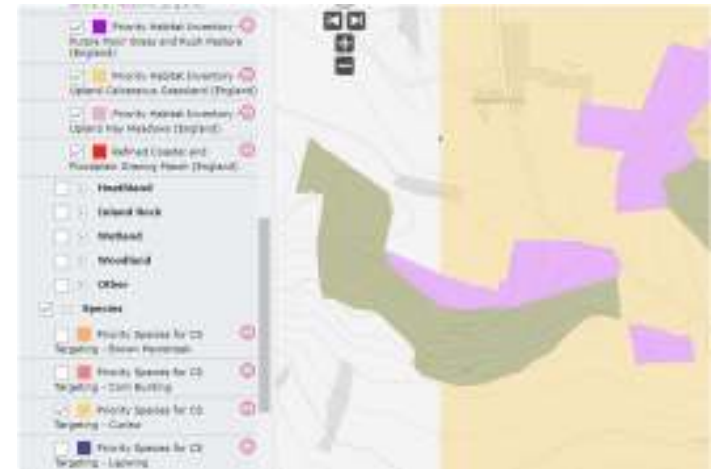 Priority Habitat Inventory -
Purple Moor Grass and Rush Pasture
(England)
Priority Habitat Inventory -
Upland Calcareous Grassland (England)
Priority Habitat Inventory -
Upland Hay Meadows (England)
Refined Coastal and
Floodplain Grazing Marsh (England)
Heathland
Inland Rock
Wetland
Woodland
Other
Species
Priority Species for CS
Targeting - Brown Hairstreak
Priority Species for CS
Targeting - Corn Bunting
Priority Species for CS
Targeting - Curlew
Priority Species for CS
Targeting - Lapwing